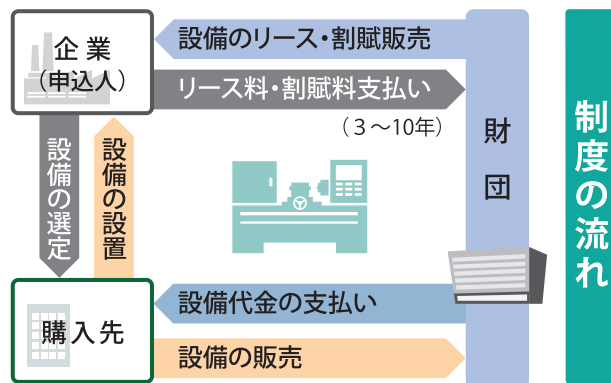 企業
（申込人）
設備のリース・割賦販売
リース料・割賦料支払い
（3～10年）
設備の選定
設備の設置
財団
制度の流れ
購入先
設備代金の支払い
設備の販売